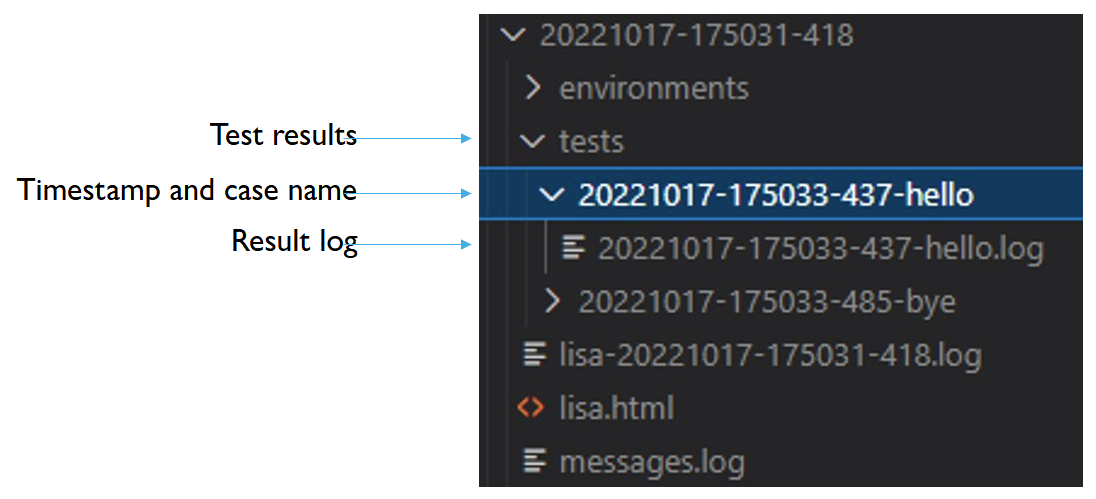 20221017-175031-418
environments
Test results
tests
Timestamp and case name
20221017-175033-437-hello
Result log
20221017-175033-437-hello.log
20221017-175033-485-bye
lisa-20221017-175031-418.log
lisa.html
messages.log